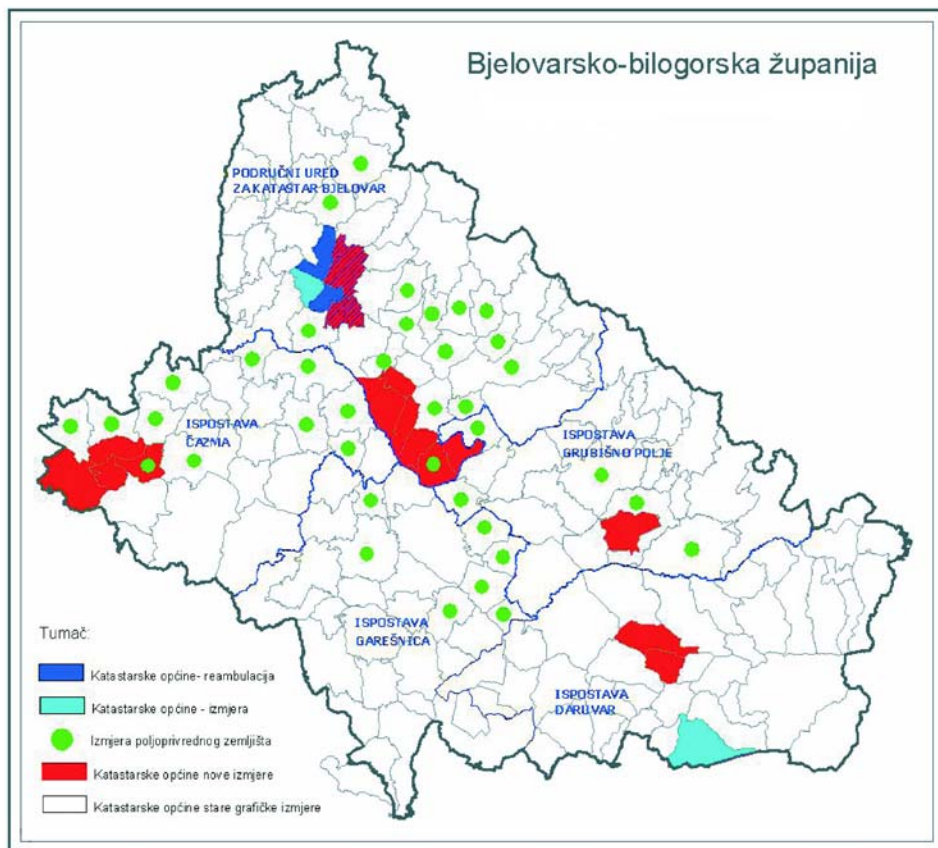 Bjelovarsko-bilogorska županija
PODRUČNI URED
ZA KATASTAR BJELOVAR
ISPOSTAVA
ČAZMA
ISPOSTAVA
GRUBIŠNO POLJE
ISPOSTAVA
GAREŠNICA
ISPOSTAVA
DARUVAR
Tumač:
Katastarske općine- reambulacija
Katastarske općine - izmjera
Izmjera poljoprivrednog zemljišta
Katastarske općine nove izmjere
Katastarske općine stare grafičke izmjere